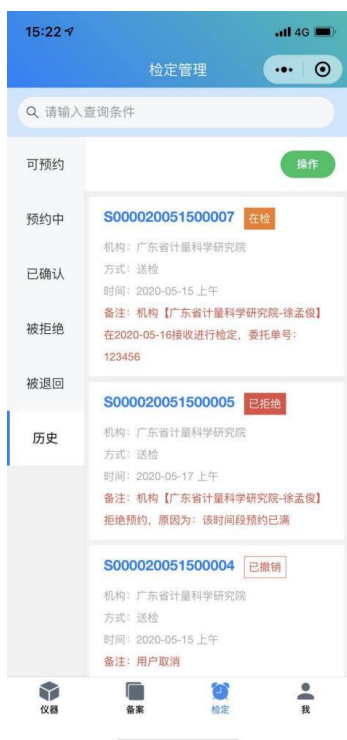 15:22
4G
检定管理
请输入查询条件
可预约
操作
预约中
已确认
被拒绝
被退回
历史
S000020051500007 在检
机构：广东省计量科学研究院
方式：送检
时间：2020-05-15 上午
备注：机构【广东省计量科学研究院-徐孟俊】
在2020-05-16接收进行检定，委托单号：
123456
S000020051500005 已拒绝
机构：广东省计量科学研究院
方式：送检
时间：2020-05-17 上午
备注：机构【广东省计量科学研究院-徐孟俊】
拒绝预约，原因为：该时间段预约已满
S000020051500004 已撤销
机构：广东省计量科学研究院
方式：送检
时间：2020-05-15 上午
备注：用户取消
仪器
备案
检定
我